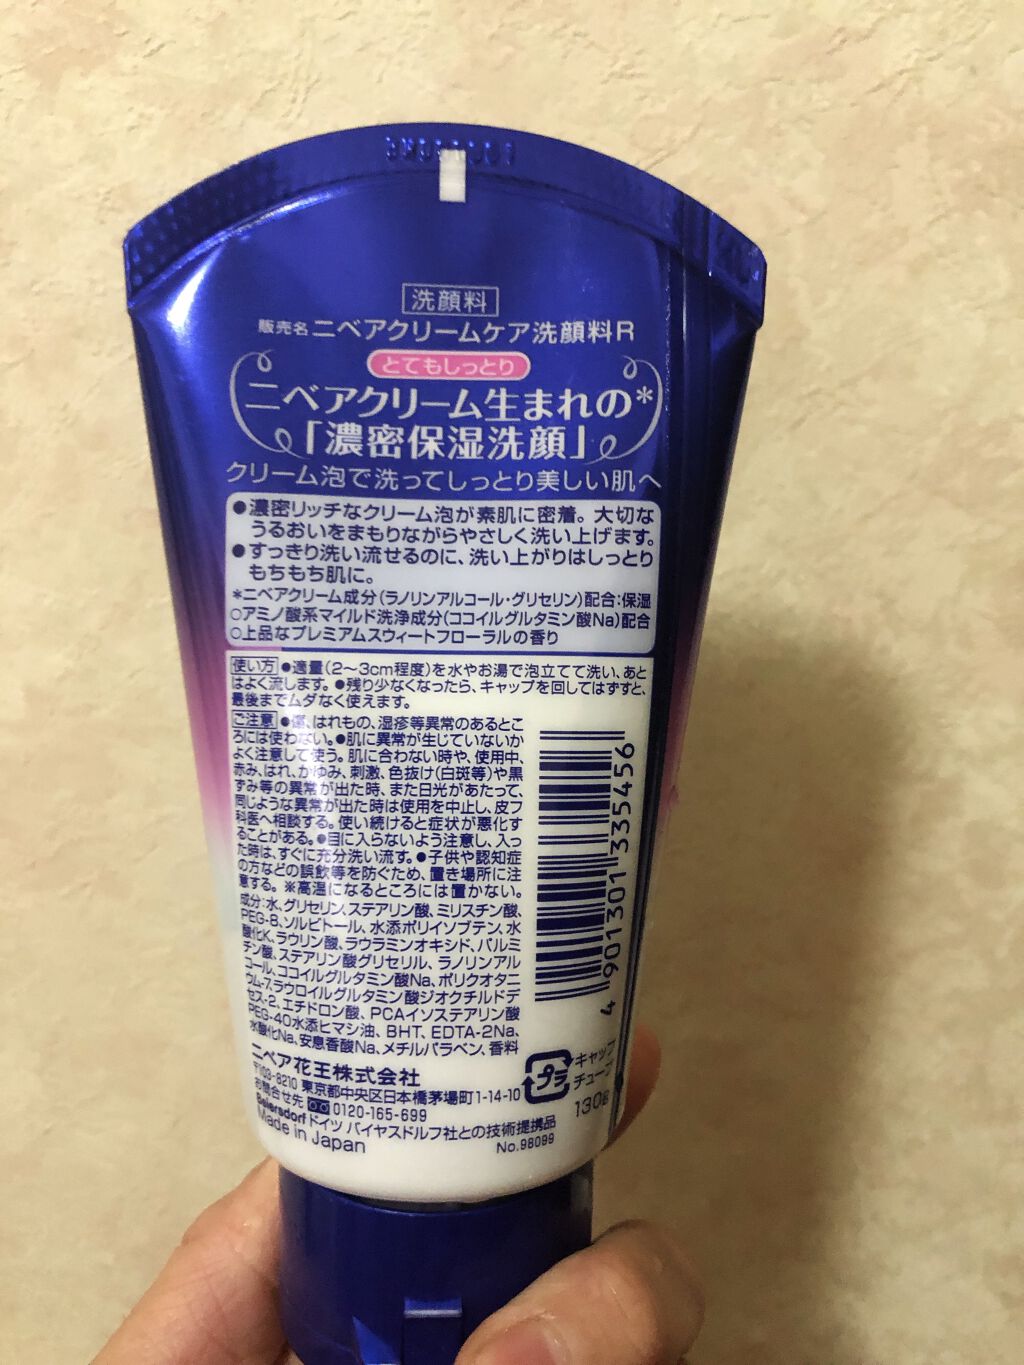 洗顔料
販売名 ニベアクリームケア洗顔料R
とてもしっとり
ニベアクリーム生まれの*
「濃密保湿洗顔」
クリーム泡で洗ってしっとり美しい肌へ
●濃密リッチなクリーム泡が素肌に密着。大切な
うるおいをまもりながらやさしく洗い上げます。
●すっきり洗い流せるのに、洗い上がりはしっとり
もちもち肌に。
*ニベアクリーム成分(ラノリンアルコール・グリセリン)配合:保湿
○アミノ酸系マイルド洗浄成分(ココイルグルタミン酸Na)配合
○上品なプレミアムスウィートフローラルの香り
使い方 ●適量(2〜3cm程度)を水やお湯で泡立てて洗い、あと
はよく流します。●残り少なくなったら、キャップを回してはずすと、
最後までムダなく使えます。
ご注意 ●傷、はれもの、湿疹等異常のあるとこ
ろには使わない。●肌に異常が生じていないか
よく注意して使う。肌に合わない時や、使用中、
赤み、はれ、かゆみ、刺激、色抜け(白斑等)や黒
ずみ等の異常が出た時、また日光があたって、
同じような異常が出た時は使用を中止し、皮フ
科医へ相談する。使い続けると症状が悪化す
ることがある。●目に入らないよう注意し、入っ
た時は、すぐに充分洗い流す。●子供や認知症
の方などの誤飲等を防ぐため、置き場所に注
意する。※高温になるところには置かない。
成分:水、グリセリン、ステアリン酸、ミリスチン酸、
PEG-8、ソルビトール、水添ポリイソブテン、水
酸化K、ラウリン酸、ラウラミンオキシド、パルミ
チン酸、ステアリン酸グリセリル、ラノリンアル
コール、ココイルグルタミン酸Na、ポリクオタニ
ウム-7、ラウロイルグルタミン酸ジオクチルドデ
セス-2、エチドロン酸、PCAイソステアリン酸
PEG-40水添ヒマシ油、BHT、EDTA-2Na、
水酸化Na、安息香酸Na、メチルパラベン、香料
4 901301 335456
ニベア花王株式会社
〒103-8210 東京都中央区日本橋茅場町1-14-10
お問合せ先 0120-165-699
Beiersdorf ドイツ バイヤスドルフ社との技術提携品
Made in Japan
No.98099
プラ
キャップ
チューブ
130g